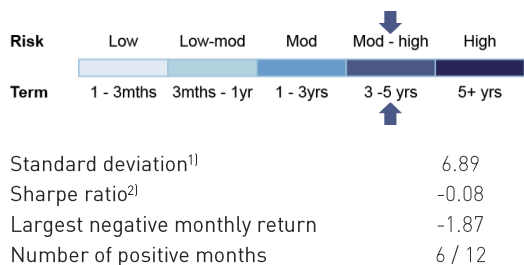 Risk Low Low-mod Mod Mod - high High
Term 1 - 3mths 3mths - 1yr 1 - 3yrs 3 -5 yrs 5+ yrs
Standard deviation1) 6.89
Sharpe ratio2) -0.08
Largest negative monthly return -1.87
Number of positive months 6 / 12